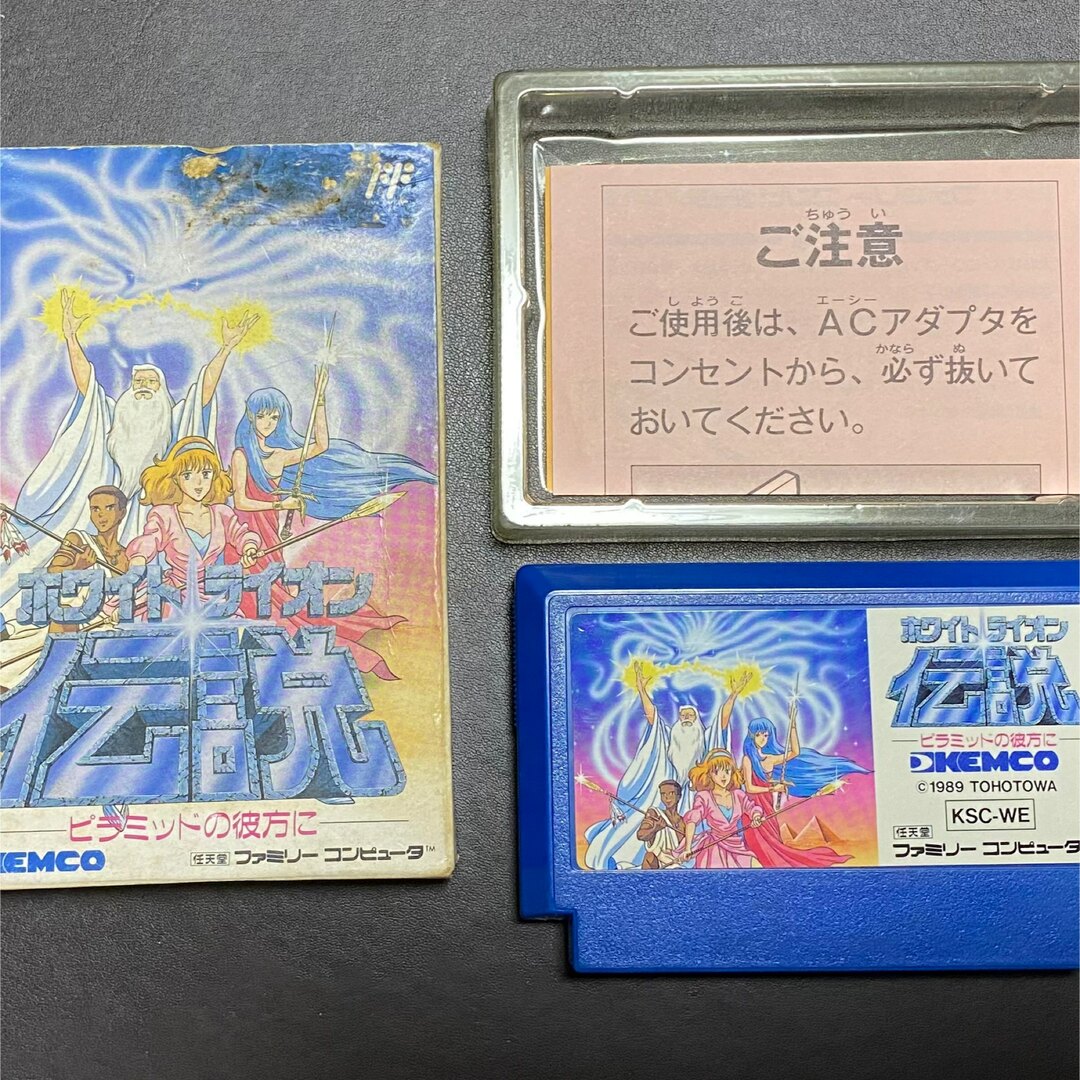 ホワイト ライオン
伝説
ピラミッドの彼方に
KEMCO
任天堂 ファミリー コンピュータ™
ちゅう い
ご注意
しようご エーシー
ご使用後は、ACアダプタを
かなら ぬ
コンセントから、必ず抜いて
おいてください。
ホワイト ライオン
伝説
ピラミッドの彼方に
KEMCO
©1989 TOHOTOWA
KSC-WE
任天堂
ファミリー コンピュータ